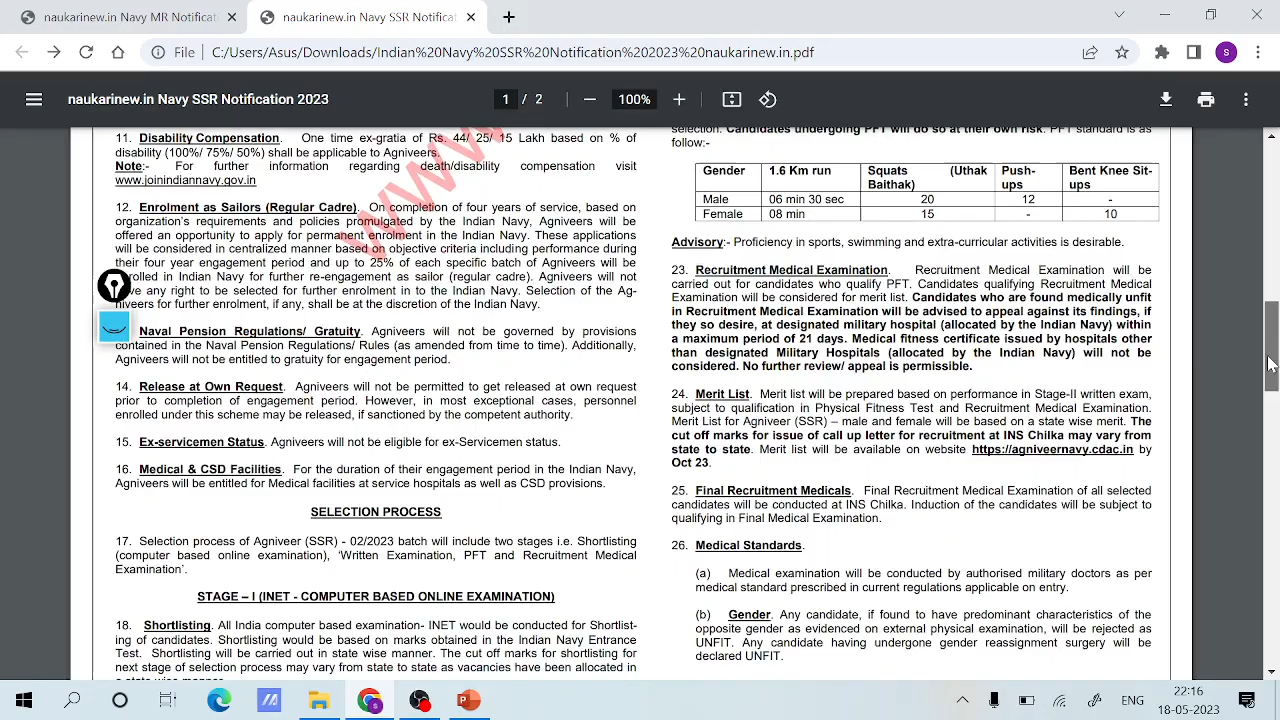 naukarinew.in Navy MR Notificati
naukarinew.in Navy SSR Notificat
File
C:/Users/Asus/Downloads/Indian%20Navy%20SSR%20Notification%202023%20naukarinew.in.pdf
S
naukarinew.in Navy SSR Notification 2023
1 / 2
100%
11. Disability Compensation. One time ex-gratia of Rs. 44/ 25/ 15 Lakh based on % of
disability (100%/ 75%/ 50%) shall be applicable to Agniveers.
Note:- For further information regarding death/disability compensation visit
www.joinindiannavy.gov.in
12. Enrolment as Sailors (Regular Cadre). On completion of four years of service, based on
organization's requirements and policies promulgated by the Indian Navy, Agniveers will be
offered an opportunity to apply for permanent enrolment in the Indian Navy. These applications
will be considered in centralized manner based on objective criteria including performance during
their four year engagement period and up to 25% of each specific batch of Agniveers will be
rolled in Indian Navy for further re-engagement as sailor (regular cadre). Agniveers will not
any right to be selected for further enrolment in to the Indian Navy. Selection of the Ag-
niveers for further enrolment, if any, shall be at the discretion of the Indian Navy.
Naval Pension Regulations/ Gratuity. Agniveers will not be governed by provisions
contained in the Naval Pension Regulations/ Rules (as amended from time to time). Additionally,
Agniveers will not be entitled to gratuity for engagement period.
14. Release at Own Request. Agniveers will not be permitted to get released at own request
prior to completion of engagement period. However, in most exceptional cases, personnel
enrolled under this scheme may be released, if sanctioned by the competent authority.
15. Ex-servicemen Status. Agniveers will not be eligible for ex-Servicemen status.
16. Medical & CSD Facilities. For the duration of their engagement period in the Indian Navy,
Agniveers will be entitled for Medical facilities at service hospitals as well as CSD provisions.
SELECTION PROCESS
17. Selection process of Agniveer (SSR) - 02/2023 batch will include two stages i.e. Shortlisting
(computer based online examination), 'Written Examination, PFT and Recruitment Medical
Examination'.
STAGE – I (INET - COMPUTER BASED ONLINE EXAMINATION)
18. Shortlisting. All India computer based examination- INET would be conducted for Shortlist-
ing of candidates. Shortlisting would be based on marks obtained in the Indian Navy Entrance
Test. Shortlisting will be carried out in state wise manner. The cut off marks for shortlisting for
next stage of selection process may vary from state to state as vacancies have been allocated in
a state wise manner.
www.
selection. Candidates undergoing PFT will do so at their own risk. PFT standard is as
follow:-
Gender 1.6 Km run Squats (Uthak Baithak) Push-ups Bent Knee Sit-ups
Male 06 min 30 sec 20 12 -
Female 08 min 15 - 10
Advisory:- Proficiency in sports, swimming and extra-curricular activities is desirable.
23. Recruitment Medical Examination. Recruitment Medical Examination will be
carried out for candidates who qualify PFT. Candidates qualifying Recruitment Medical
Examination will be considered for merit list. Candidates who are found medically unfit
in Recruitment Medical Examination will be advised to appeal against its findings, if
they so desire, at designated military hospital (allocated by the Indian Navy) within
a maximum period of 21 days. Medical fitness certificate issued by hospitals other
than designated Military Hospitals (allocated by the Indian Navy) will not be
considered. No further review/ appeal is permissible.
24. Merit List. Merit list will be prepared based on performance in Stage-II written exam,
subject to qualification in Physical Fitness Test and Recruitment Medical Examination.
Merit List for Agniveer (SSR) – male and female will be based on a state wise merit. The
cut off marks for issue of call up letter for recruitment at INS Chilka may vary from
state to state. Merit list will be available on website https://agniveernavy.cdac.in by
Oct 23.
25. Final Recruitment Medicals. Final Recruitment Medical Examination of all selected
candidates will be conducted at INS Chilka. Induction of the candidates will be subject to
qualifying in Final Medical Examination.
26. Medical Standards.
(a) Medical examination will be conducted by authorised military doctors as per
medical standard prescribed in current regulations applicable on entry.
(b) Gender. Any candidate, if found to have predominant characteristics of the
opposite gender as evidenced on external physical examination, will be rejected as
UNFIT. Any candidate having undergone gender reassignment surgery will be
declared UNFIT.
ENG
22:16
18-05-2023